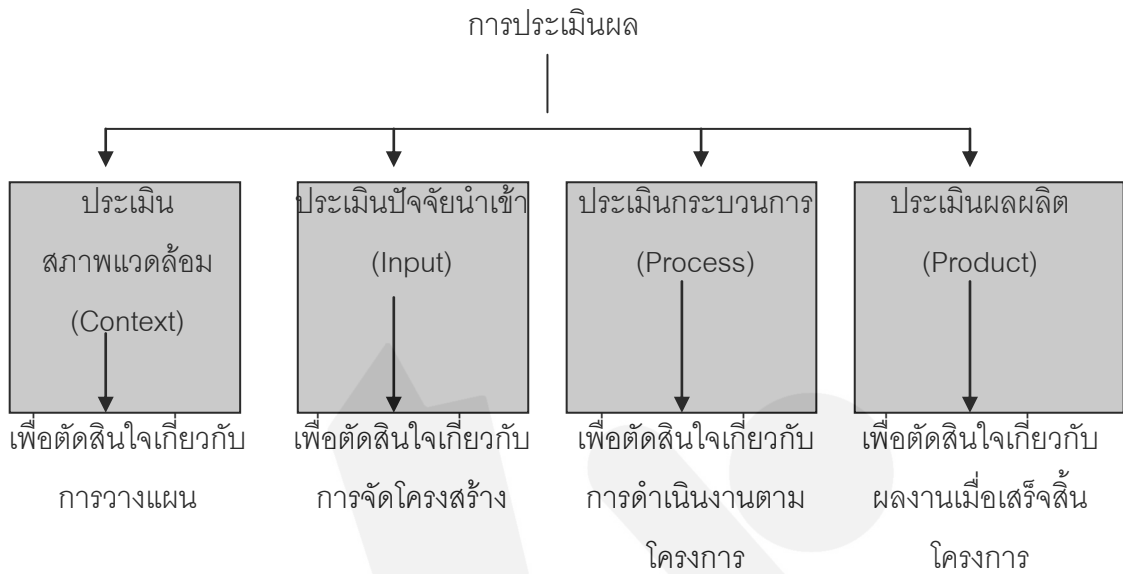 การประเมินผล
ประเมิน
สภาพแวดล้อม
(Context)
ประเมินปัจจัยนำเข้า
(Input)
ประเมินกระบวนการ
(Process)
ประเมินผลผลิต
(Product)
เพื่อตัดสินใจเกี่ยวกับ
การวางแผน
เพื่อตัดสินใจเกี่ยวกับ
การจัดโครงสร้าง
เพื่อตัดสินใจเกี่ยวกับ
การดำเนินงานตาม
โครงการ
เพื่อตัดสินใจเกี่ยวกับ
ผลงานเมื่อเสร็จสิ้น
โครงการ